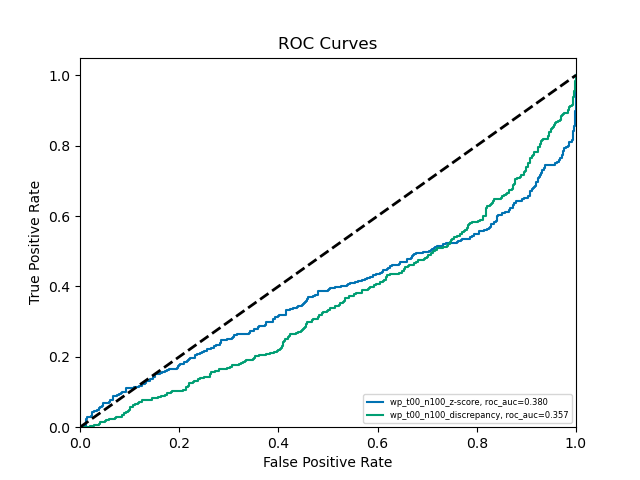 ROC Curves
True Positive Rate
1.0
0.8
0.6
0.4
0.2
0.0
0.0 0.2 0.4 0.6 0.8 1.0
False Positive Rate
wp_t00_n100_z-score, roc_auc=0.380
wp_t00_n100_discrepancy, roc_auc=0.357